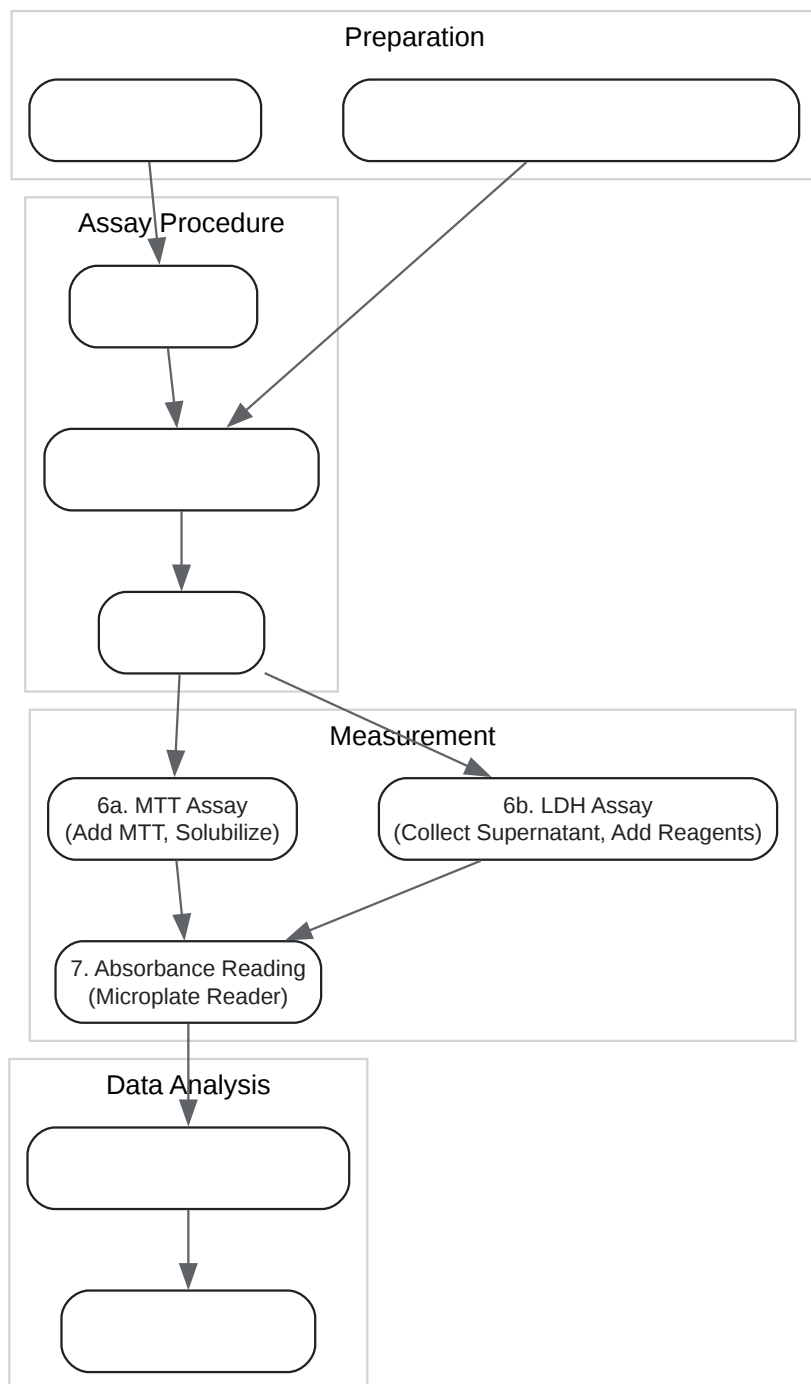 Preparation
Assay Procedure
Measurement
6a. MTT Assay
(Add MTT, Solubilize)
6b. LDH Assay
(Collect Supernatant, Add Reagents)
7. Absorbance Reading
(Microplate Reader)
Data Analysis